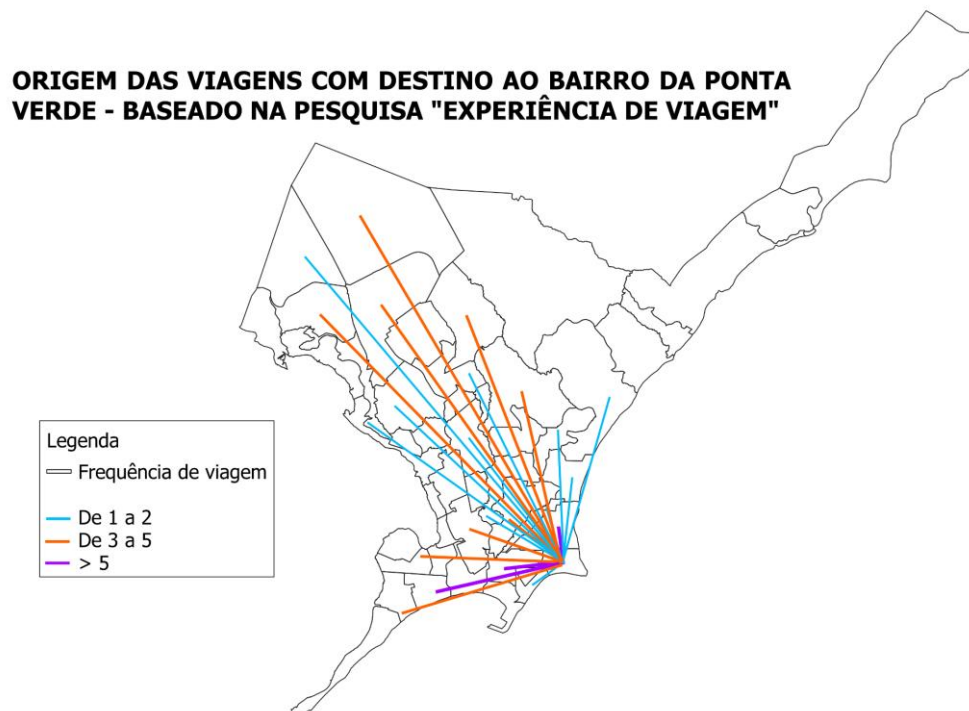 ORIGEM DAS VIAGENS COM DESTINO AO BAIRRO DA PONTA
VERDE - BASEADO NA PESQUISA "EXPERIÊNCIA DE VIAGEM"
Legenda
Frequência de viagem
De 1 a 2
De 3 a 5
> 5